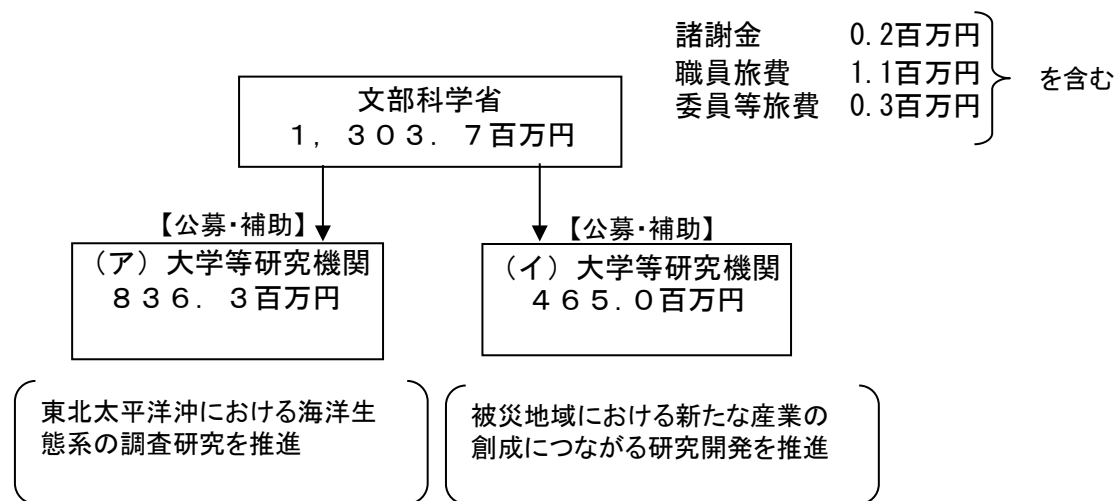 諸謝金 0.2百万円
職員旅費 1.1百万円
委員等旅費 0.3百万円
を含む
文部科学省
１，３０３．７百万円
【公募・補助】
（ア）大学等研究機関
８３６．３百万円
【公募・補助】
（イ）大学等研究機関
４６５．０百万円
東北太平洋沖における海洋生
態系の調査研究を推進
被災地域における新たな産業の
創成につながる研究開発を推進